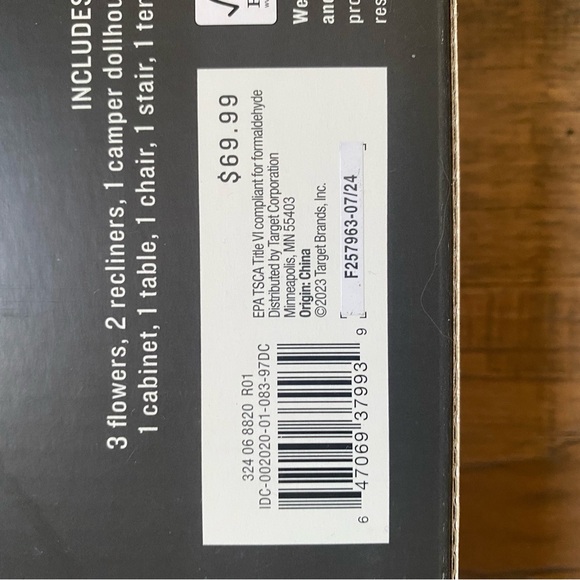 INCLUDES
3 flowers, 2 recliners, 1 camper
1 cabinet, 1 table, 1 chair, 1 stair, 1
We
$69.99
324 06 8820 R01
IDC-002020-01-083-97DC
6 47069 37993 9
EPA TSCA Title VI compliant for formaldehyde
Distributed by Target Corporation
Minneapolis, MN 55403
Origin: China
©2023 Target Brands, Inc.
F257963-07/24